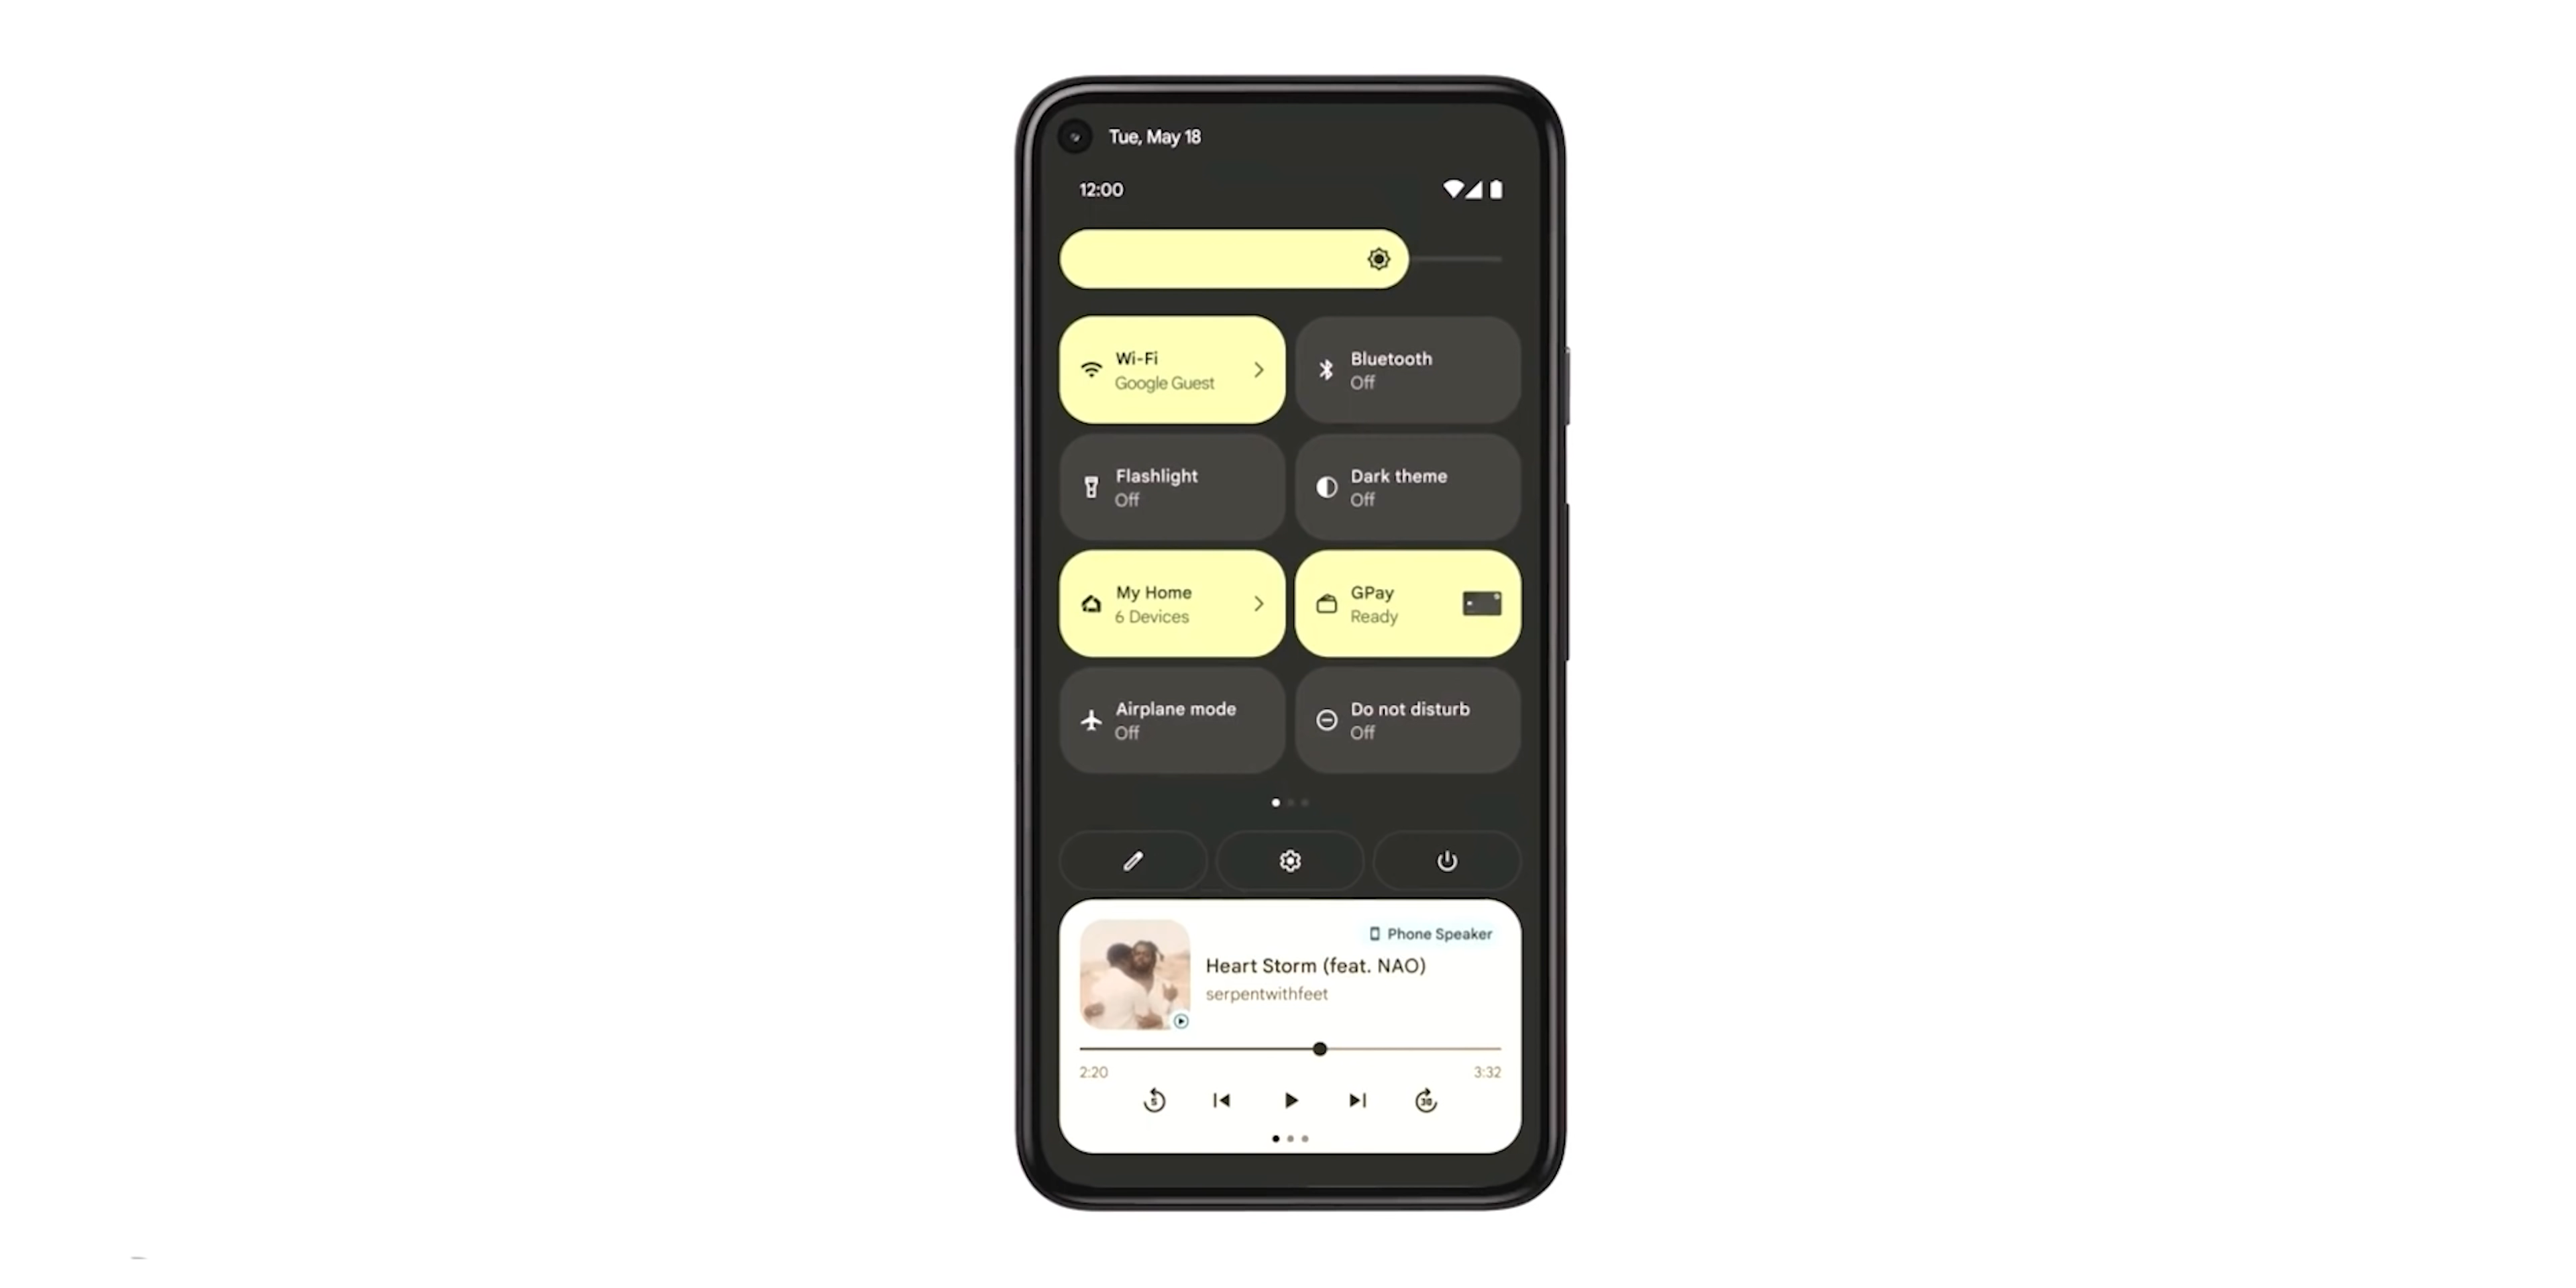 Tue, May 18
12:00
Wi-Fi
Google Guest
Bluetooth
Off
Flashlight
Off
Dark theme
Off
My Home
6 Devices
GPay
Ready
Airplane mode
Off
Do not disturb
Off
Phone Speaker
Heart Storm (feat. NAO)
serpentwithfeet
2:20
3:32
5
30